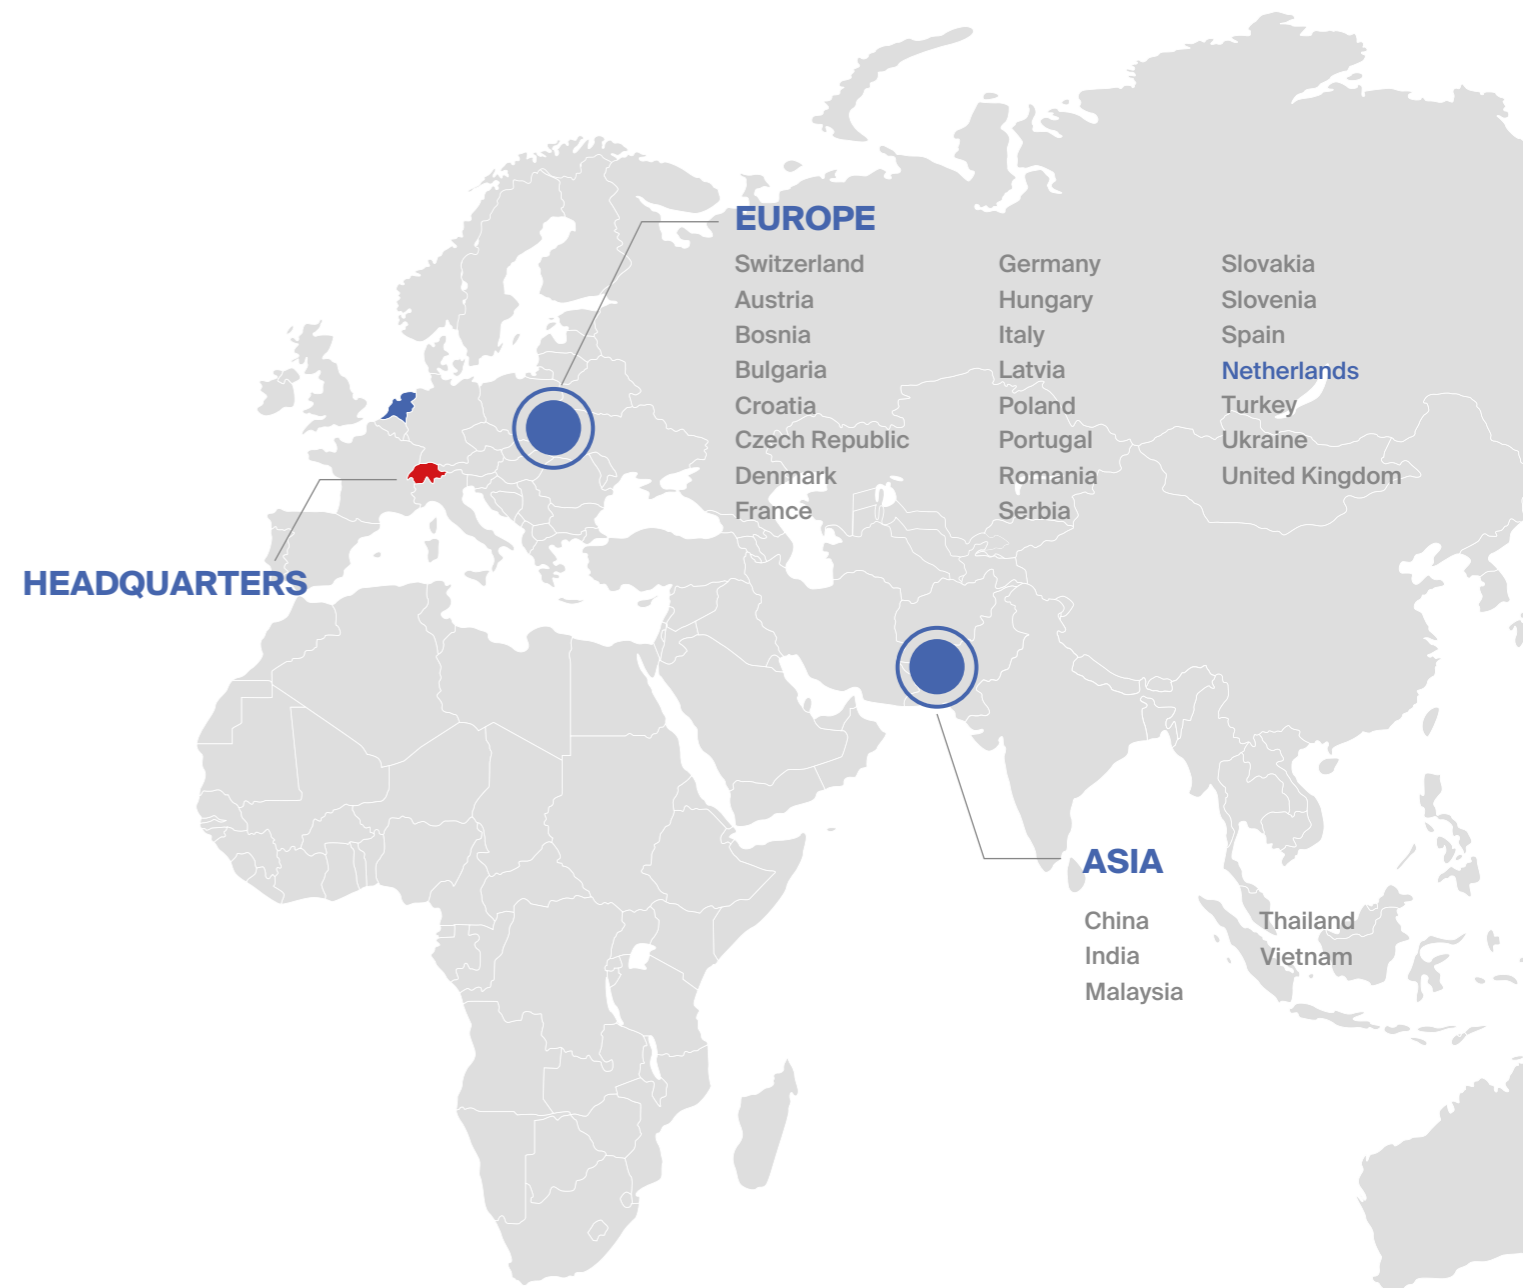 EUROPE
Switzerland
Austria
Bosnia
Bulgaria
Croatia
Czech Republic
Denmark
France
Germany
Hungary
Italy
Latvia
Poland
Portugal
Romania
Serbia
Slovakia
Slovenia
Spain
Netherlands
Turkey
Ukraine
United Kingdom
HEADQUARTERS
ASIA
China
India
Malaysia
Thailand
Vietnam